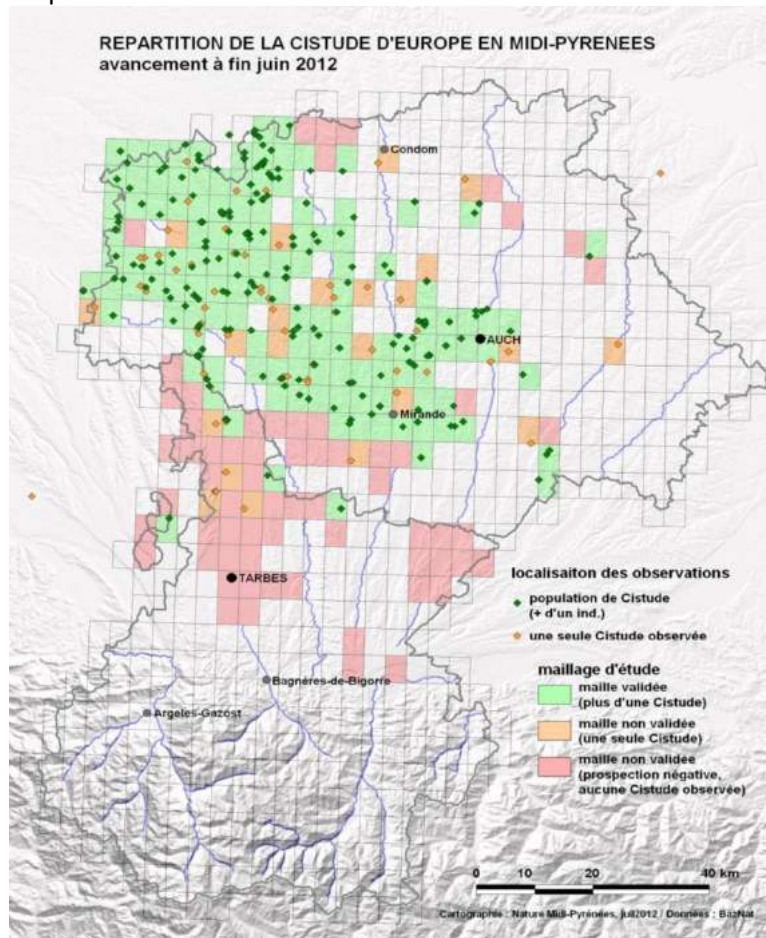 REPARTITION DE LA CISTUDE D'EUROPE EN MIDI-PYRENEES
avancement à fin juin 2012
Condom
AUCH
Mirande
TARBES
Bagnères-de-Bigorre
Argeles-Gazost
localisaiton des observations
population de Cistude
(+ d'un ind.)
une seule Cistude observée
maillage d'étude
maille validée
(plus d'une Cistude)
maille non validée
(une seule Cistude)
maille non validée
(prospection négative,
aucune Cistude observée)
0 10 20 40 km
Cartographie : Nature Midi-Pyrénées, juil2012 / Données : BazNat